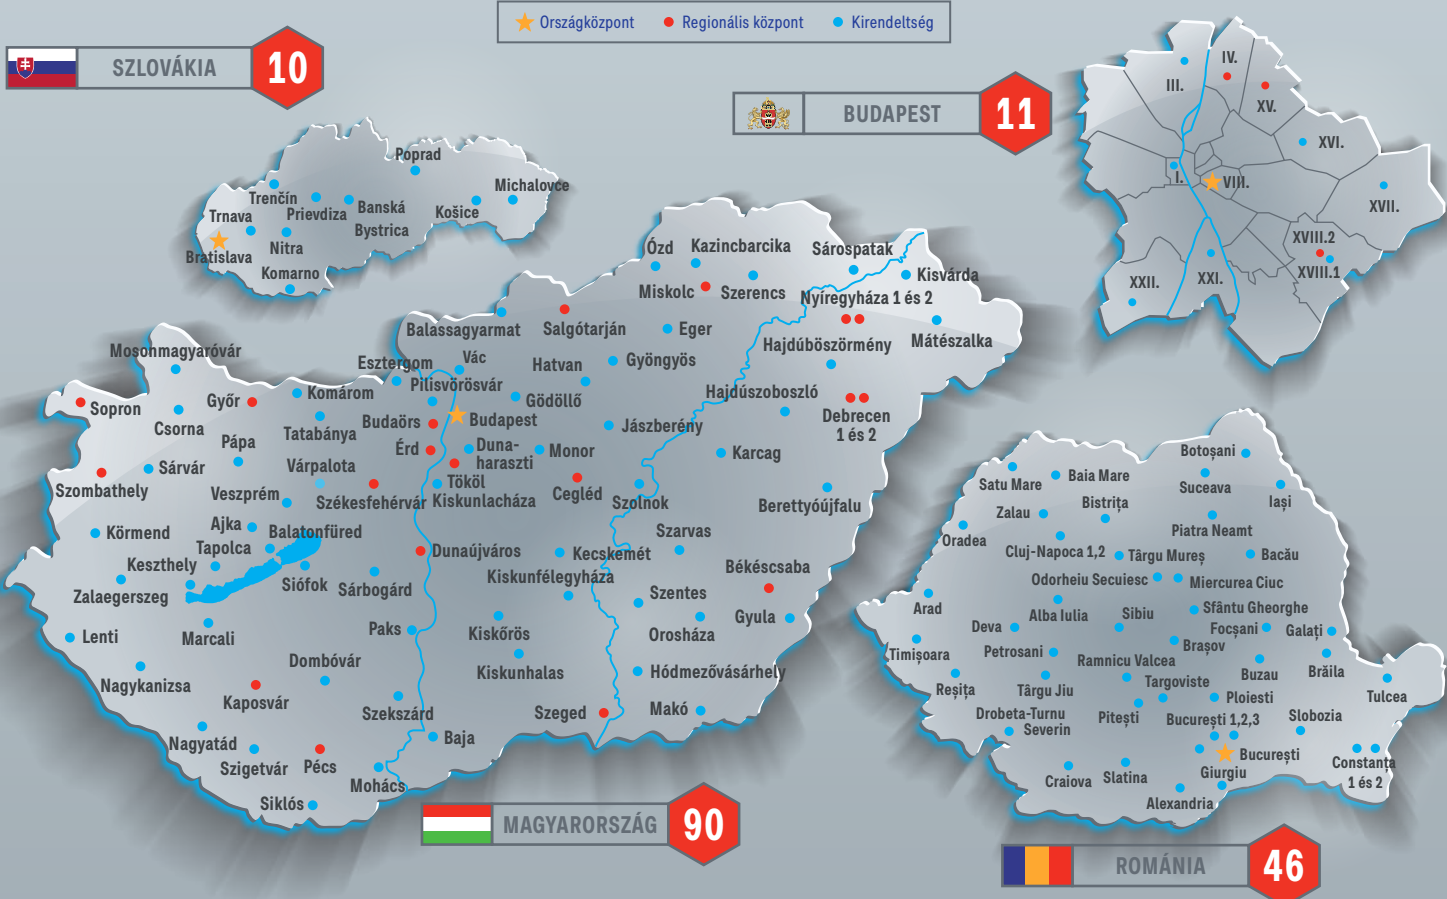 Országközpont
Regionális központ
Kirendeltség
SZLOVÁKIA
10
Poprad
Michalovce
Trenčín
Prievdiza
Banská
Bystrica
Košice
Trnava
Nitra
Bratislava
Komarno
BUDAPEST
11
III.
IV.
XV.
XVI.
I.
VIII.
XVII.
XVIII.2
XVIII.1
XXI.
XXII.
Ózd
Kazincbarcika
Sárospatak
Kisvárda
Miskolc
Szerencs
Nyíregyháza 1 és 2
Balassagyarmat
Salgótarján
Eger
Mátészalka
Hajdúböszörmény
Mosonmagyaróvár
Esztergom
Vác
Hatvan
Gyöngyös
Pilisvörösvár
Komárom
Gödöllő
Hajdúszoboszló
Sopron
Csorna
Győr
Tatabánya
Budaörs
Budapest
Jászberény
Debrecen
1 és 2
Pápa
Érd
Duna-
haraszti
Monor
Karcag
Szombathely
Sárvár
Várpalota
Tököl
Cegléd
Veszprém
Székesfehérvár
Kiskunlacháza
Szolnok
Berettyóújfalu
Körmend
Ajka
Balatonfüred
Szarvas
Tapolca
Dunaújváros
Kecskemét
Keszthely
Siófok
Sárbogárd
Kiskunfélegyháza
Békéscsaba
Zalaegerszeg
Szentes
Gyula
Lenti
Marcali
Paks
Kiskőrös
Orosháza
Dombóvár
Nagykanizsa
Kiskunhalas
Hódmezővásárhely
Kaposvár
Szekszárd
Szeged
Makó
Nagyatád
Baja
Szigetvár
Pécs
Mohács
Siklós
MAGYARORSZÁG
90
Botoșani
Satu Mare
Baia Mare
Suceava
Iași
Zalau
Bistrița
Piatra Neamt
Oradea
Cluj-Napoca 1,2
Târgu Mureș
Bacău
Odorheiu Secuiesc
Miercurea Ciuc
Arad
Alba Iulia
Sibiu
Sfântu Gheorghe
Deva
Focșani
Galați
Timișoara
Petrosani
Brașov
Ramnicu Valcea
Buzau
Brăila
Reșița
Târgu Jiu
Targoviste
Ploiesti
Tulcea
Drobeta-Turnu
Severin
Pitești
București 1,2,3
Slobozia
București
Constanța
1 és 2
Craiova
Slatina
Giurgiu
Alexandria
ROMÁNIA
46